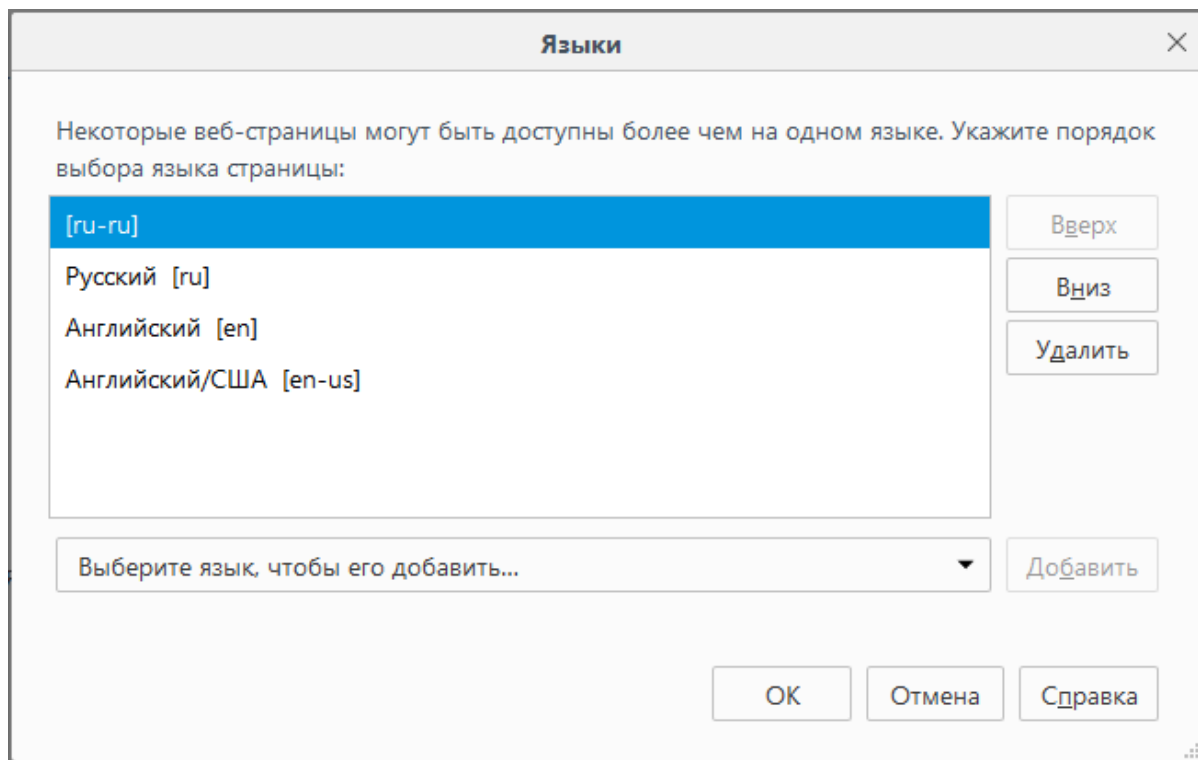 Языки
Некоторые веб-страницы могут быть доступны более чем на одном языке. Укажите порядок
выбора языка страницы:
[ru-ru]
Вверх
Русский [ru]
Вниз
Английский [en]
Удалить
Английский/США [en-us]
Выберите язык, чтобы его добавить...
Добавить
ОК
Отмена
Справка